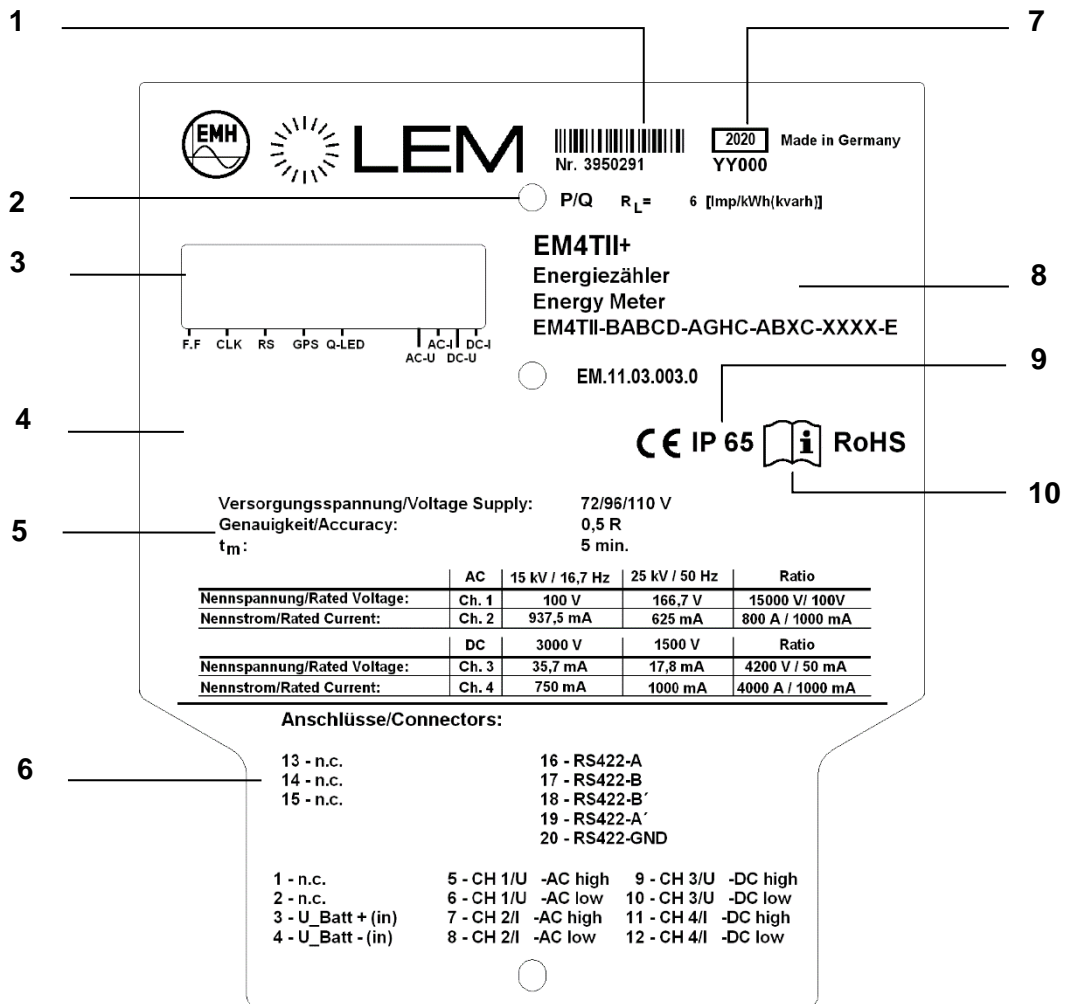 1
7
EMH
LEM
Nr. 3950291
2020
YY000
Made in Germany
2
P/Q R_L= 6 [Imp/kWh(kvarh)]
3
EM4TII+
Energiezähler
Energy Meter
EM4TII-BABCD-AGHC-ABXC-XXXX-E
8
F.F CLK RS GPS Q-LED AC-U AC-I DC-U DC-I
EM.11.03.003.0
9
4
CE IP 65 i RoHS
10
5
Versorgungsspannung/Voltage Supply: 72/96/110 V
Genauigkeit/Accuracy: 0,5 R
t_m: 5 min.
AC 15 kV / 16,7 Hz 25 kV / 50 Hz Ratio
Nennspannung/Rated Voltage: Ch. 1 100 V 166,7 V 15000 V/ 100V
Nennstrom/Rated Current: Ch. 2 937,5 mA 625 mA 800 A / 1000 mA
DC 3000 V 1500 V Ratio
Nennspannung/Rated Voltage: Ch. 3 35,7 mA 17,8 mA 4200 V / 50 mA
Nennstrom/Rated Current: Ch. 4 750 mA 1000 mA 4000 A / 1000 mA
Anschlüsse/Connectors:
6
13 - n.c. 16 - RS422-A
14 - n.c. 17 - RS422-B
15 - n.c. 18 - RS422-B´
19 - RS422-A´
20 - RS422-GND
1 - n.c. 5 - CH 1/U -AC high 9 - CH 3/U -DC high
2 - n.c. 6 - CH 1/U -AC low 10 - CH 3/U -DC low
3 - U_Batt + (in) 7 - CH 2/I -AC high 11 - CH 4/I -DC high
4 - U_Batt - (in) 8 - CH 2/I -AC low 12 - CH 4/I -DC low